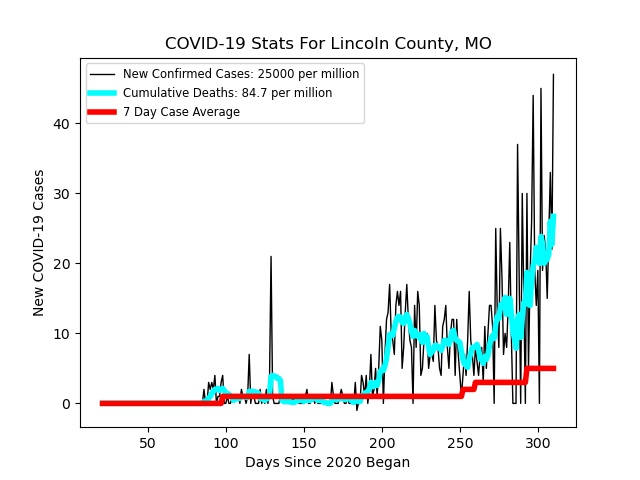 COVID-19 Stats For Lincoln County, MO
New Confirmed Cases: 25000 per million
Cumulative Deaths: 84.7 per million
7 Day Case Average
New COVID-19 Cases
40
30
20
10
0
50 100 150 200 250 300
Days Since 2020 Began